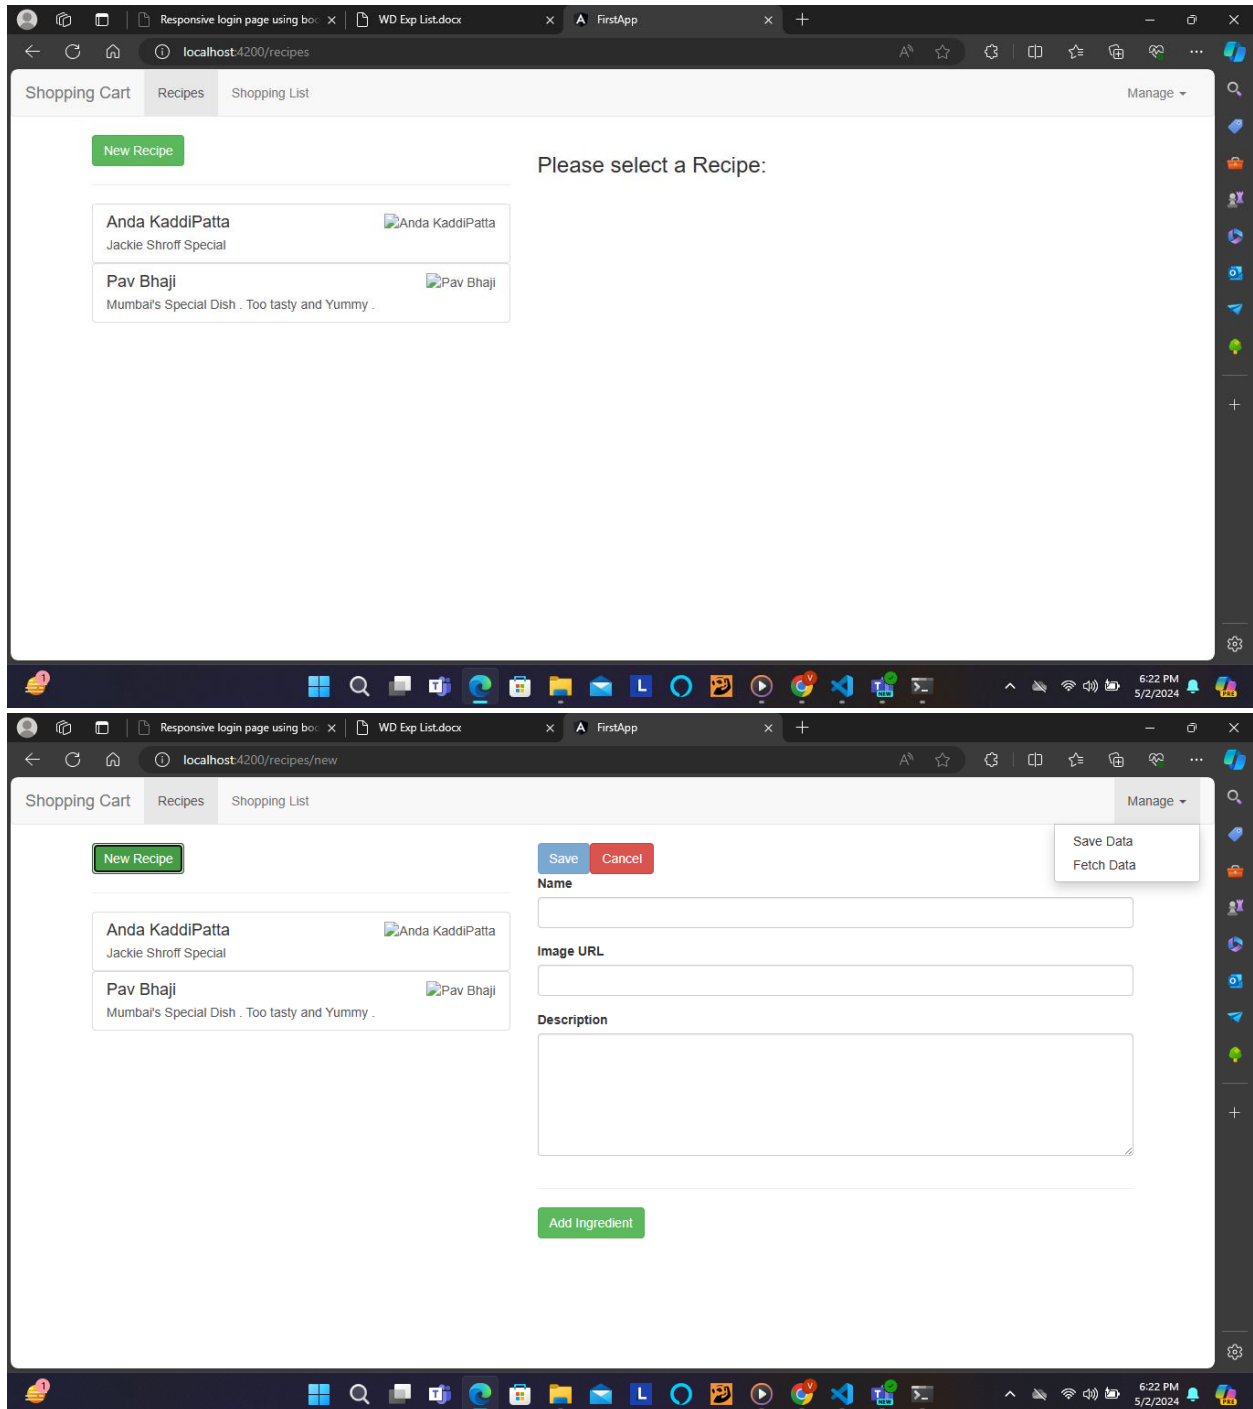 Responsive login page using boo
WD Exp List.docx
FirstApp
localhost:4200/recipes
Shopping Cart
Recipes
Shopping List
Manage
New Recipe
Please select a Recipe:
Anda KaddiPatta
Anda KaddiPatta
Jackie Shroff Special
Pav Bhaji
Pav Bhaji
Mumbai's Special Dish . Too tasty and Yummy .
1
L
6:22 PM
5/2/2024
Responsive login page using boo
WD Exp List.docx
FirstApp
localhost:4200/recipes/new
Shopping Cart
Recipes
Shopping List
Manage
Save Data
Fetch Data
New Recipe
Save
Cancel
Name
Anda KaddiPatta
Anda KaddiPatta
Jackie Shroff Special
Image URL
Pav Bhaji
Pav Bhaji
Mumbai's Special Dish . Too tasty and Yummy .
Description
Add Ingredient
1
L
6:22 PM
5/2/2024